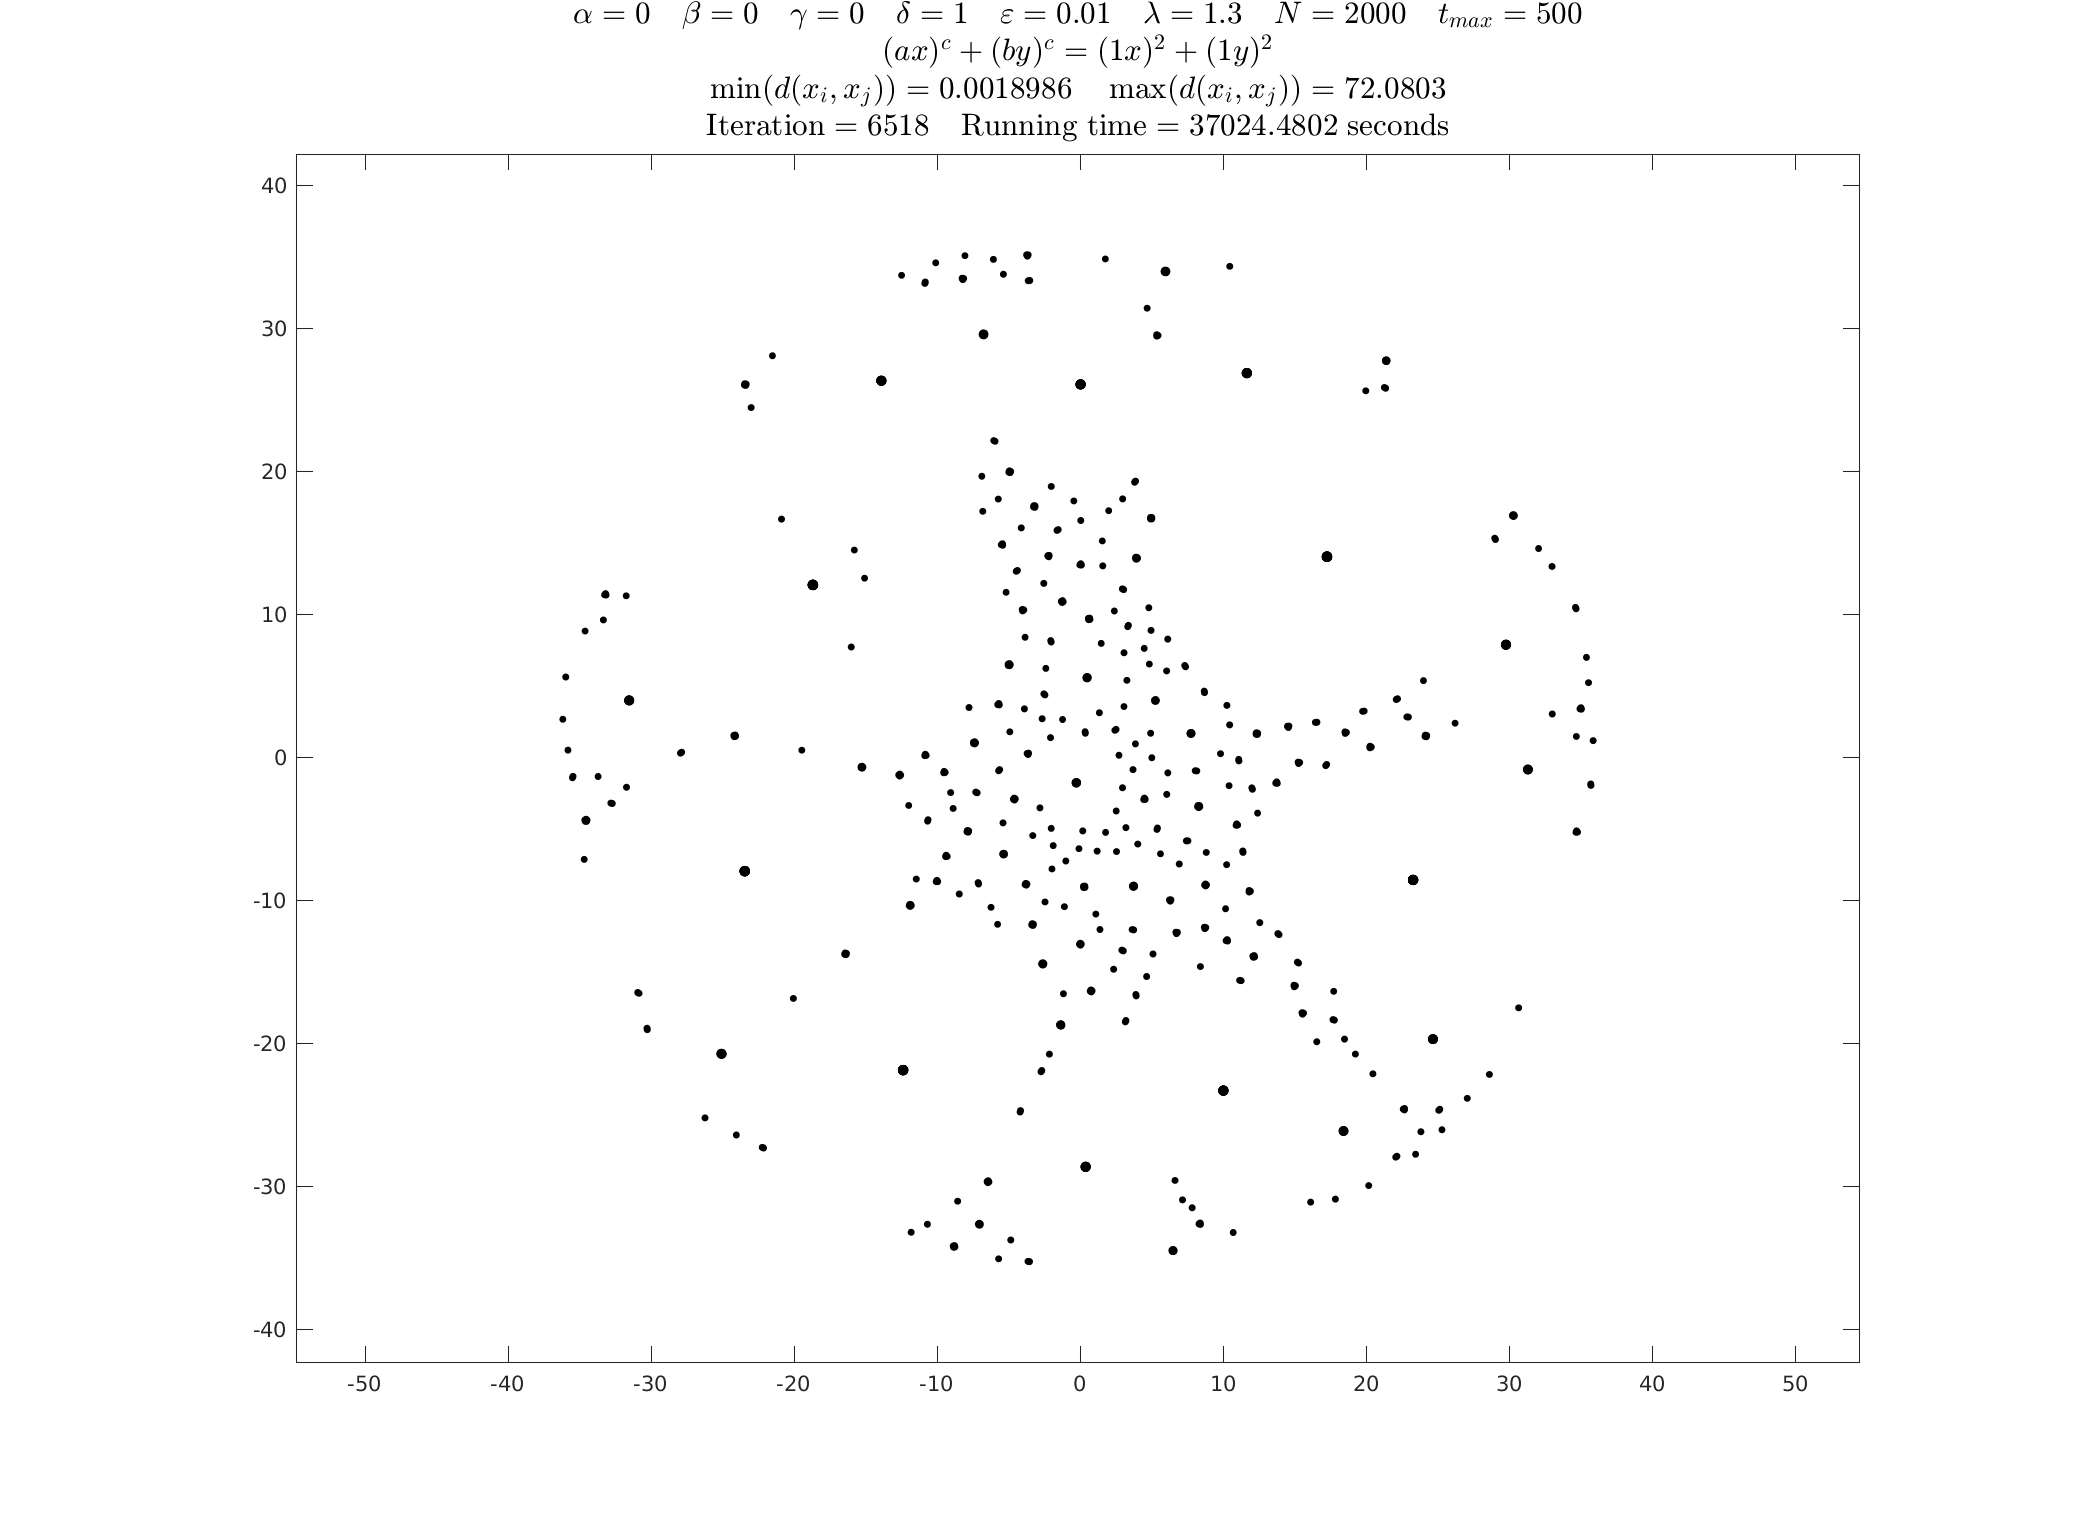 α = 0 β = 0 γ = 0 δ = 1 ε = 0.01 λ = 1.3 N = 2000 t_{max} = 500
(ax)^c + (by)^c = (1x)^2 + (1y)^2
min(d(x_i, x_j)) = 0.0018986 max(d(x_i, x_j)) = 72.0803
Iteration = 6518 Running time = 37024.4802 seconds
40
30
20
10
0
-10
-20
-30
-40
-50 -40 -30 -20 -10 0 10 20 30 40 50